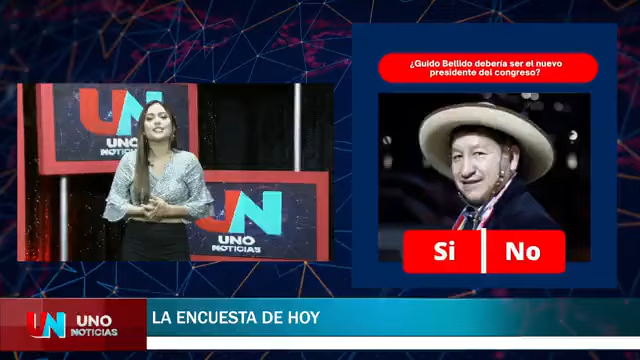 ¿Guido Bellido debería ser el nuevo
presidente del congreso?
UN
UNO
NOTICIAS
UN
UNO
NOTICIAS
Si No
UN UNO
NOTICIAS
LA ENCUESTA DE HOY